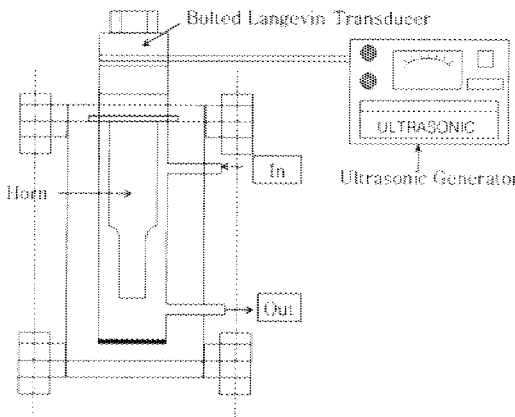 Bolted Langevin Transducer
ULTRASONIC
Ultrasonic Generator
In
Horn
Out